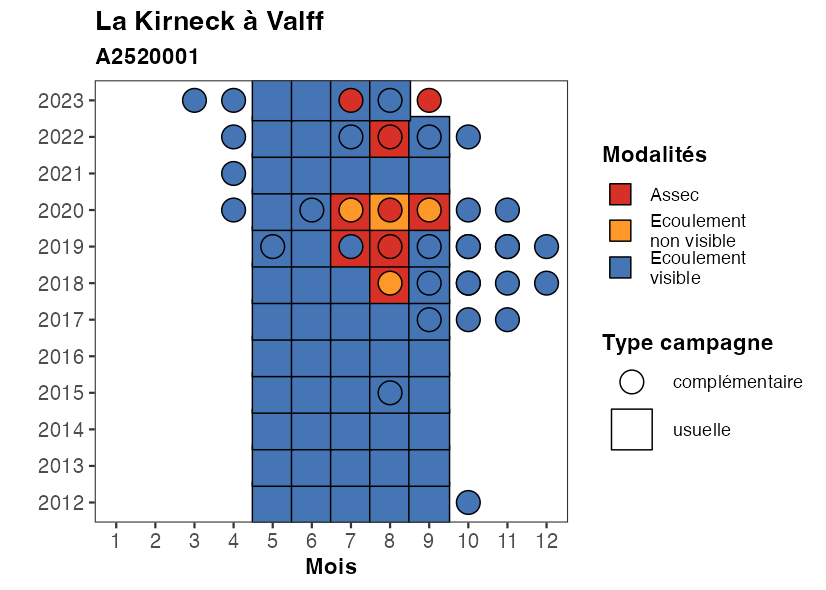 La Kirneck à Valff
A2520001
2023
2022
2021
2020
2019
2018
2017
2016
2015
2014
2013
2012
1 2 3 4 5 6 7 8 9 10 11 12
Mois
Modalités
Assec
Ecoulement
non visible
Ecoulement
visible
Type campagne
complémentaire
usuelle